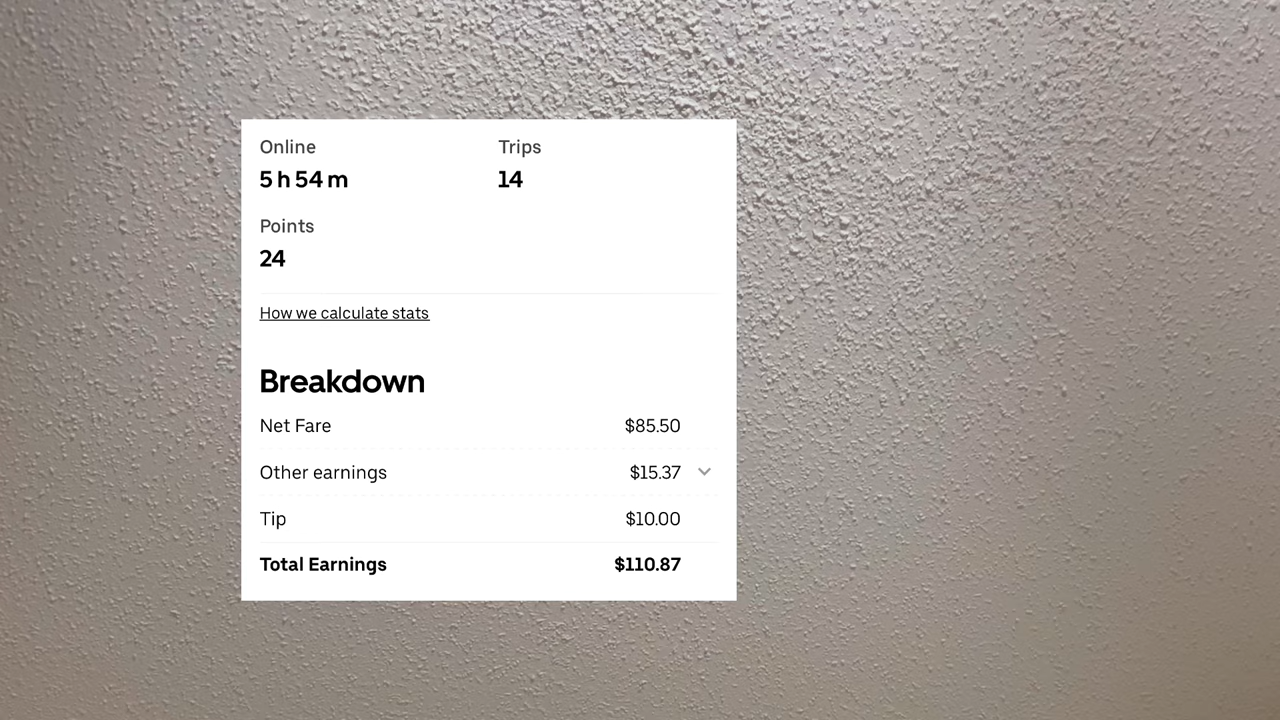 Online Trips
5 h 54 m 14
Points
24
How we calculate stats
Breakdown
Net Fare $85.50
Other earnings $15.37
Tip $10.00
Total Earnings $110.87